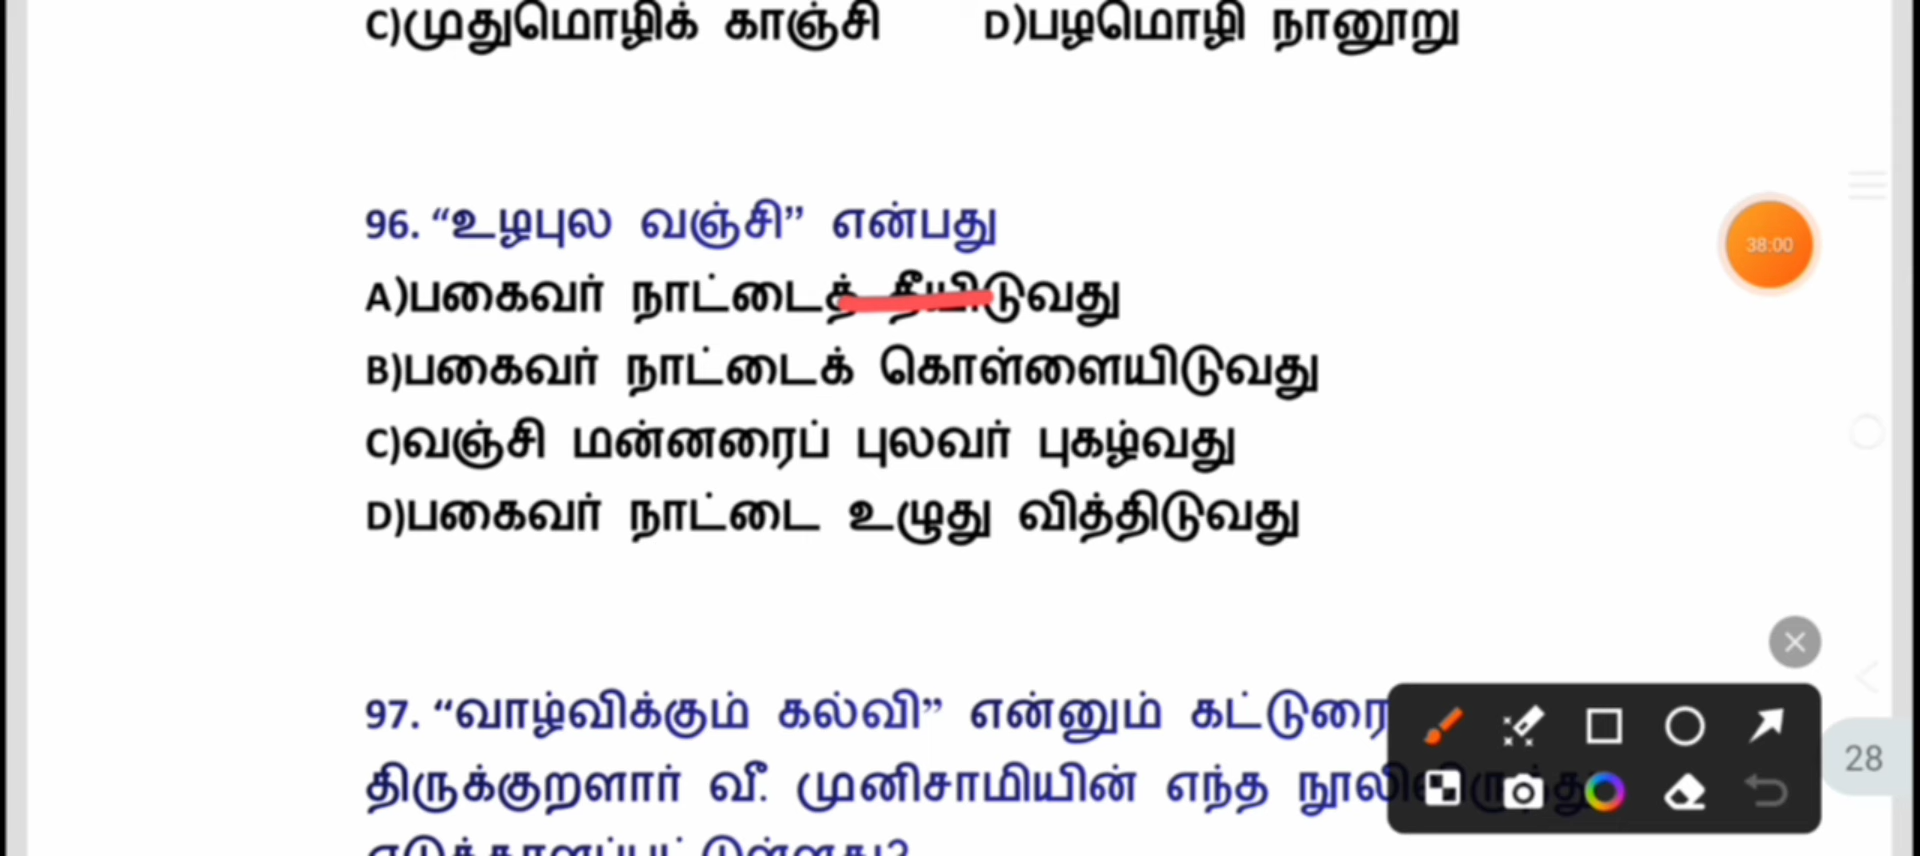 C)முதுமொழிக் காஞ்சி D)பழமொழி நானூறு
96. “உழபுல வஞ்சி” என்பது
38:00
A)பகைவர் நாட்டைத் தீயிடுவது
B)பகைவர் நாட்டைக் கொள்ளையிடுவது
C)வஞ்சி மன்னரைப் புலவர் புகழ்வது
D)பகைவர் நாட்டை உழுது வித்திடுவது
97. “வாழ்விக்கும் கல்வி” என்னும் கட்டுரை
28
திருக்குறளார் வீ. முனிசாமியின் எந்த நூலிலிருந்து